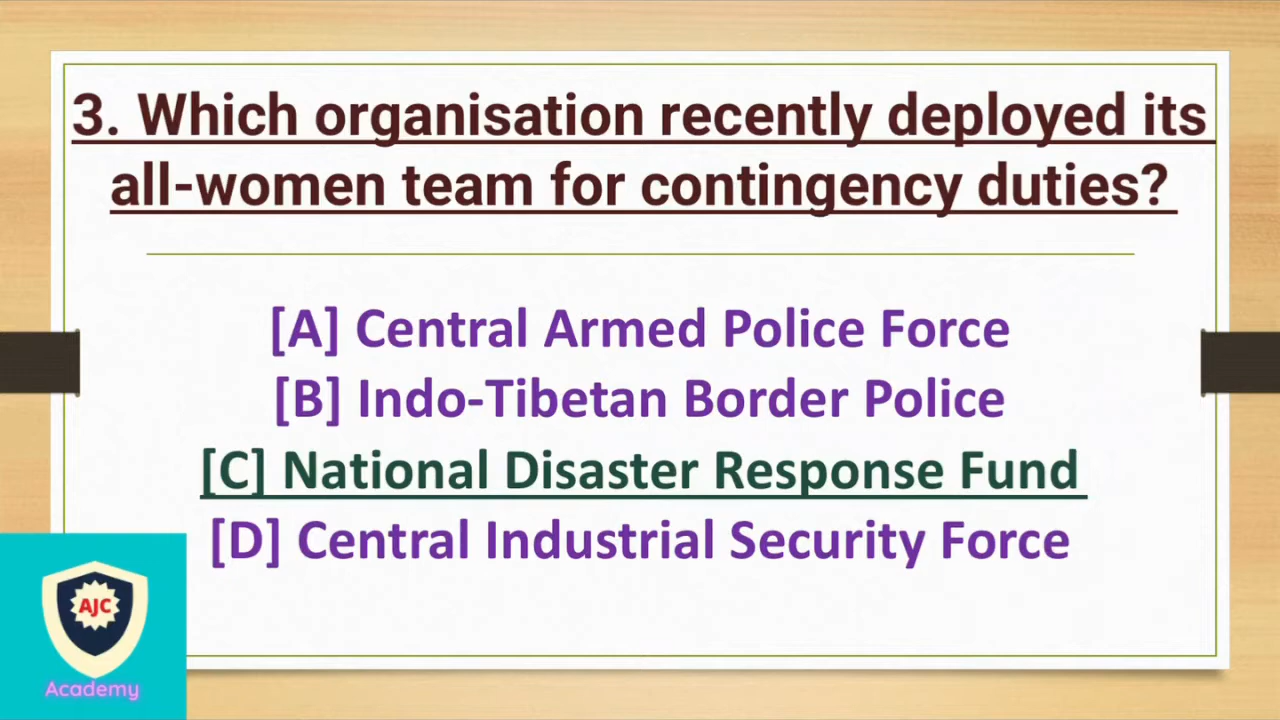 3. Which organisation recently deployed its
all-women team for contingency duties?
[A] Central Armed Police Force
[B] Indo-Tibetan Border Police
[C] National Disaster Response Fund
[D] Central Industrial Security Force
AJC
Academy